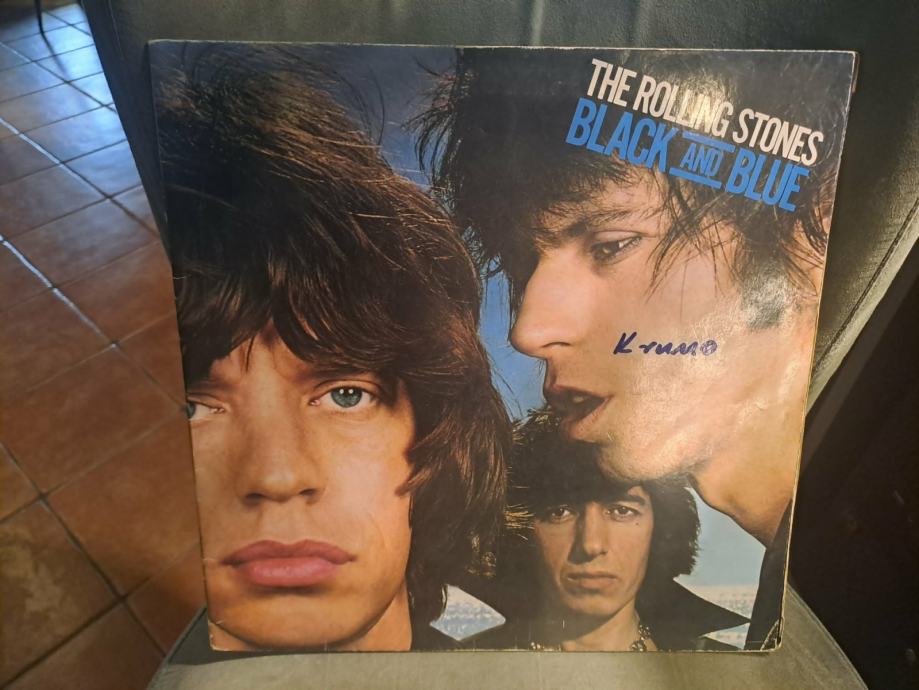 THE ROLLING STONES
BLACK AND BLUE
Krumo